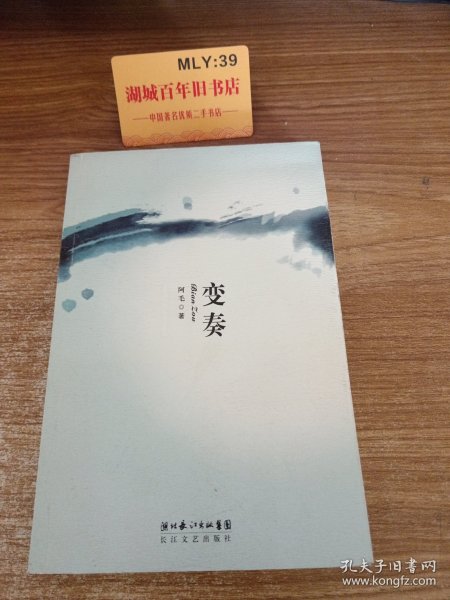 MLY:39
湖城百年旧书店
中国著名优质二手书店
变奏
Bian Zou
阿毛 著
湖北长江出版集团
长江文艺出版社
孔夫子旧书网
www.kongfz.com